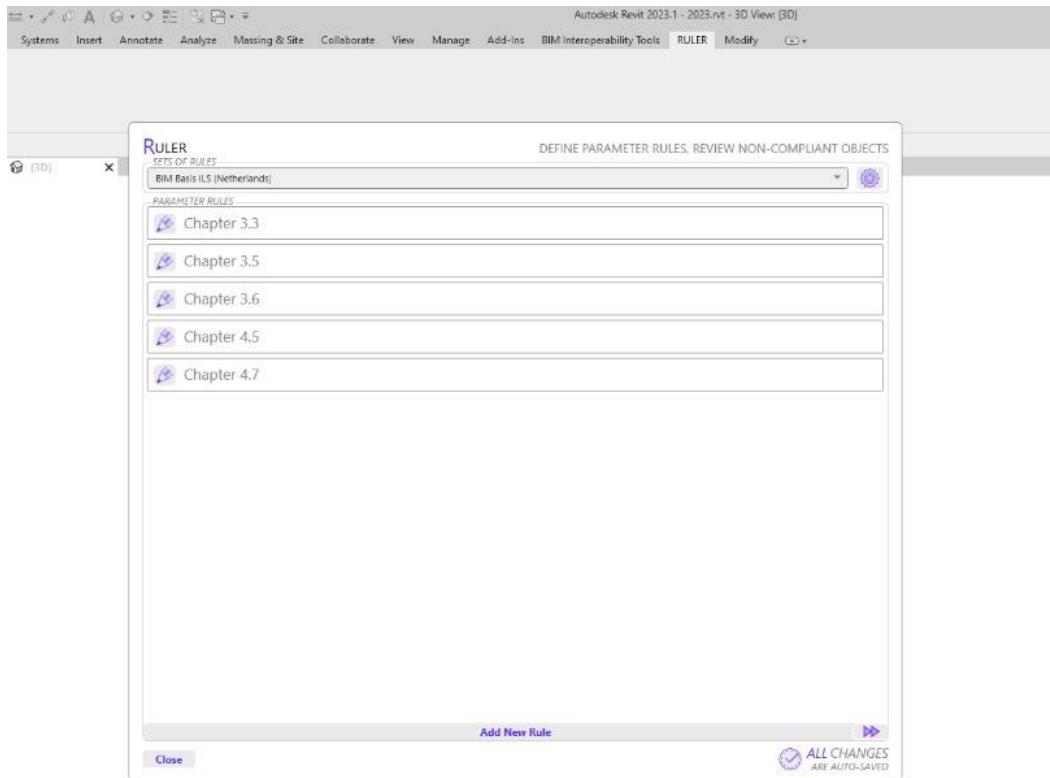 Autodesk Revit 2023.1 - 2023.rvt - 3D View: {3D}
Systems Insert Annotate Analyze Massing & Site Collaborate View Manage Add-Ins BIM Interoperability Tools RULER Modify
{3D}
RULER
DEFINE PARAMETER RULES, REVIEW NON-COMPLIANT OBJECTS
SETS OF RULES
BIM Basis ILS (Netherlands)
PARAMETER RULES
Chapter 3.3
Chapter 3.5
Chapter 3.6
Chapter 4.5
Chapter 4.7
Add New Rule
Close
ALL CHANGES
ARE AUTO-SAVED